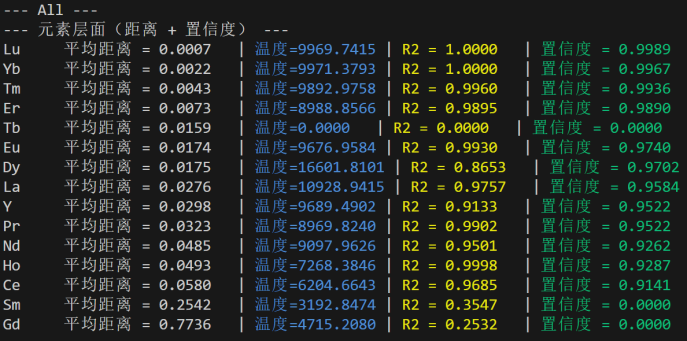 --- All ---
--- 元素层面（距离 + 置信度） ---
Lu 平均距离 = 0.0007 | 温度=9969.7415 | R2 = 1.0000 | 置信度 = 0.9989
Yb 平均距离 = 0.0022 | 温度=9971.3793 | R2 = 1.0000 | 置信度 = 0.9967
Tm 平均距离 = 0.0043 | 温度=9892.9758 | R2 = 0.9960 | 置信度 = 0.9936
Er 平均距离 = 0.0073 | 温度=8988.8566 | R2 = 0.9895 | 置信度 = 0.9890
Tb 平均距离 = 0.0159 | 温度=0.0000 | R2 = 0.0000 | 置信度 = 0.0000
Eu 平均距离 = 0.0174 | 温度=9676.9584 | R2 = 0.9930 | 置信度 = 0.9740
Dy 平均距离 = 0.0175 | 温度=16601.8101 | R2 = 0.8653 | 置信度 = 0.9702
La 平均距离 = 0.0276 | 温度=10928.9415 | R2 = 0.9757 | 置信度 = 0.9584
Y 平均距离 = 0.0298 | 温度=9689.4902 | R2 = 0.9133 | 置信度 = 0.9522
Pr 平均距离 = 0.0323 | 温度=8969.8240 | R2 = 0.9902 | 置信度 = 0.9522
Nd 平均距离 = 0.0485 | 温度=9097.9626 | R2 = 0.9501 | 置信度 = 0.9262
Ho 平均距离 = 0.0493 | 温度=7268.3846 | R2 = 0.9998 | 置信度 = 0.9287
Ce 平均距离 = 0.0580 | 温度=6204.6643 | R2 = 0.9685 | 置信度 = 0.9141
Sm 平均距离 = 0.2542 | 温度=3192.8474 | R2 = 0.3547 | 置信度 = 0.0000
Gd 平均距离 = 0.7736 | 温度=4715.2080 | R2 = 0.2532 | 置信度 = 0.0000